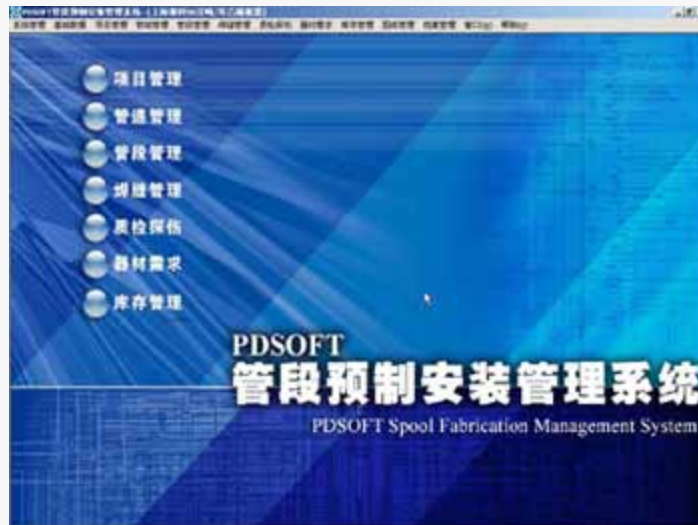 项目管理
管道管理
管段管理
焊缝管理
质检探伤
器材需求
库存管理
PDSOFT
管段预制安装管理系统
PDSOFT Spool Fabrication Management System